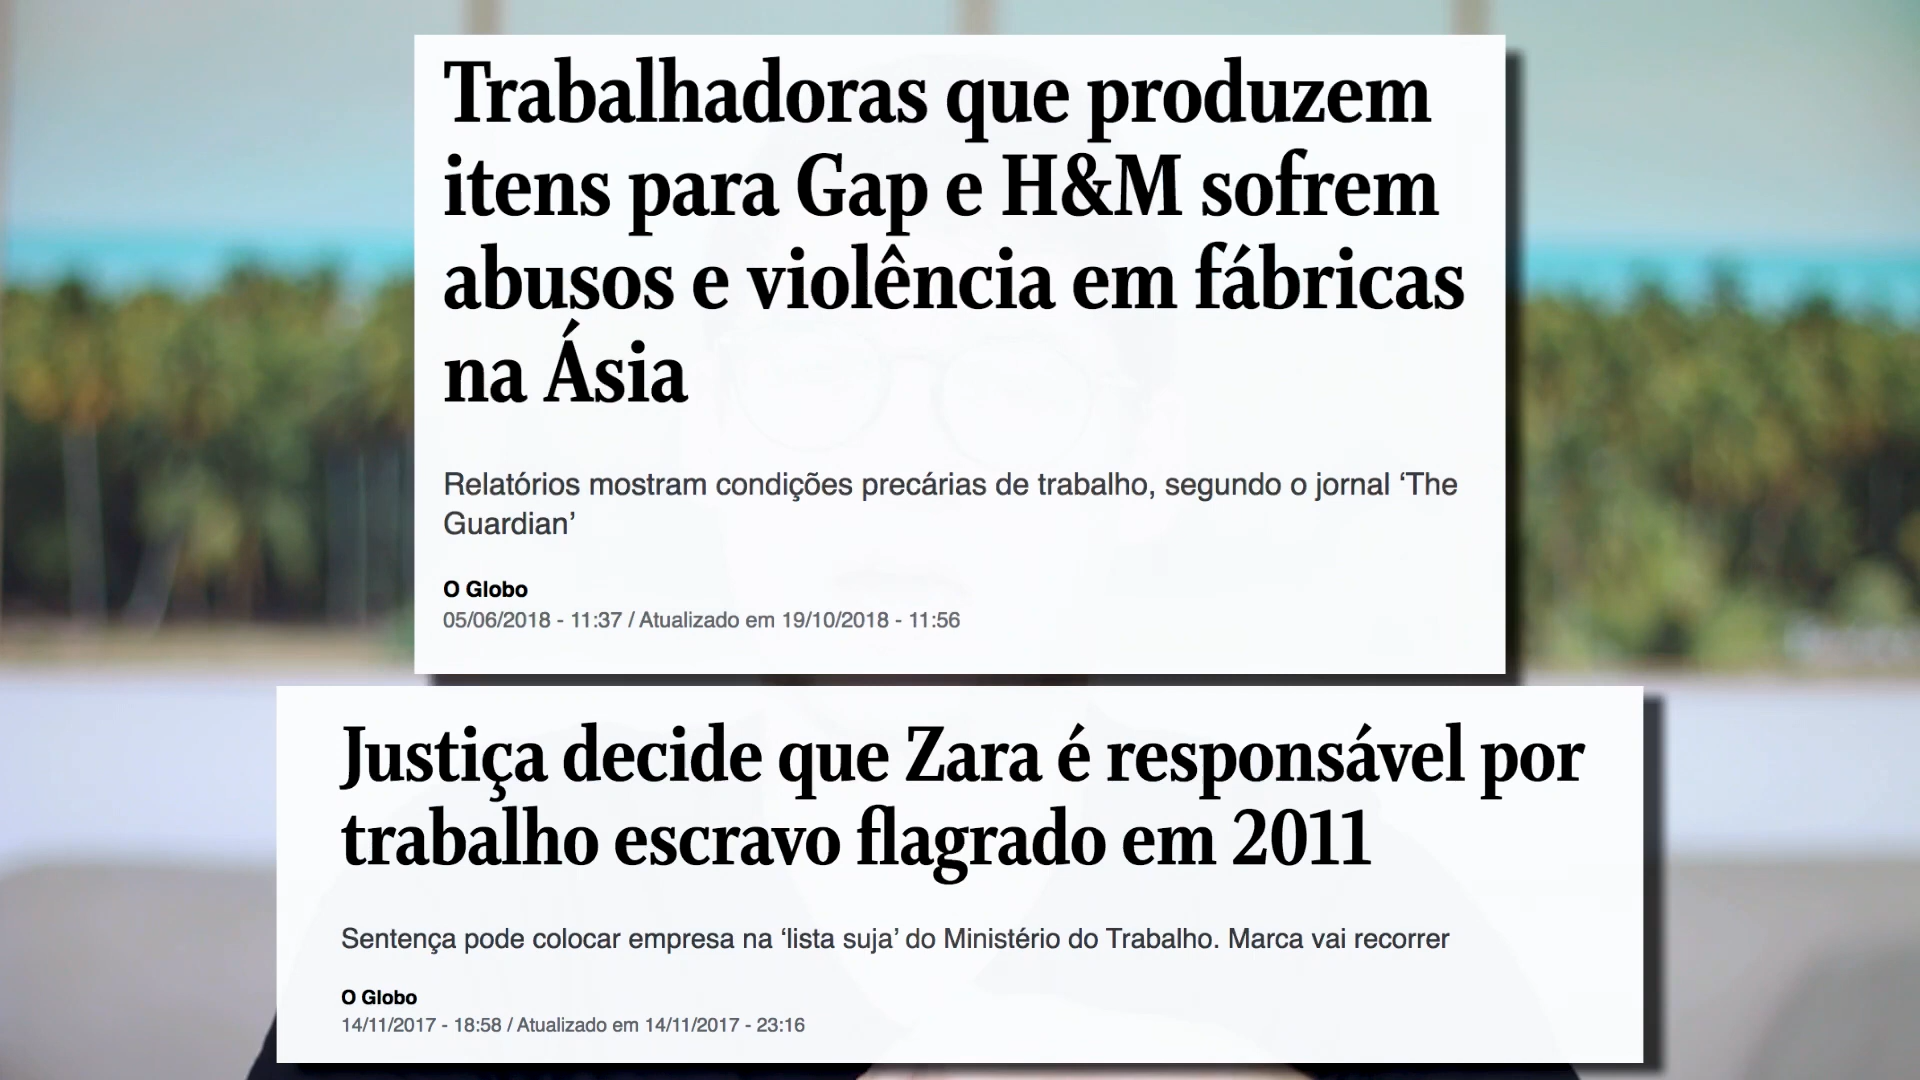 Trabalhadoras que produzem
itens para Gap e H&M sofrem
abusos e violência em fábricas
na Ásia
Relatórios mostram condições precárias de trabalho, segundo o jornal ‘The
Guardian’
O Globo
05/06/2018 - 11:37 / Atualizado em 19/10/2018 - 11:56
Justiça decide que Zara é responsável por
trabalho escravo flagrado em 2011
Sentença pode colocar empresa na ‘lista suja’ do Ministério do Trabalho. Marca vai recorrer
O Globo
14/11/2017 - 18:58 / Atualizado em 14/11/2017 - 23:16